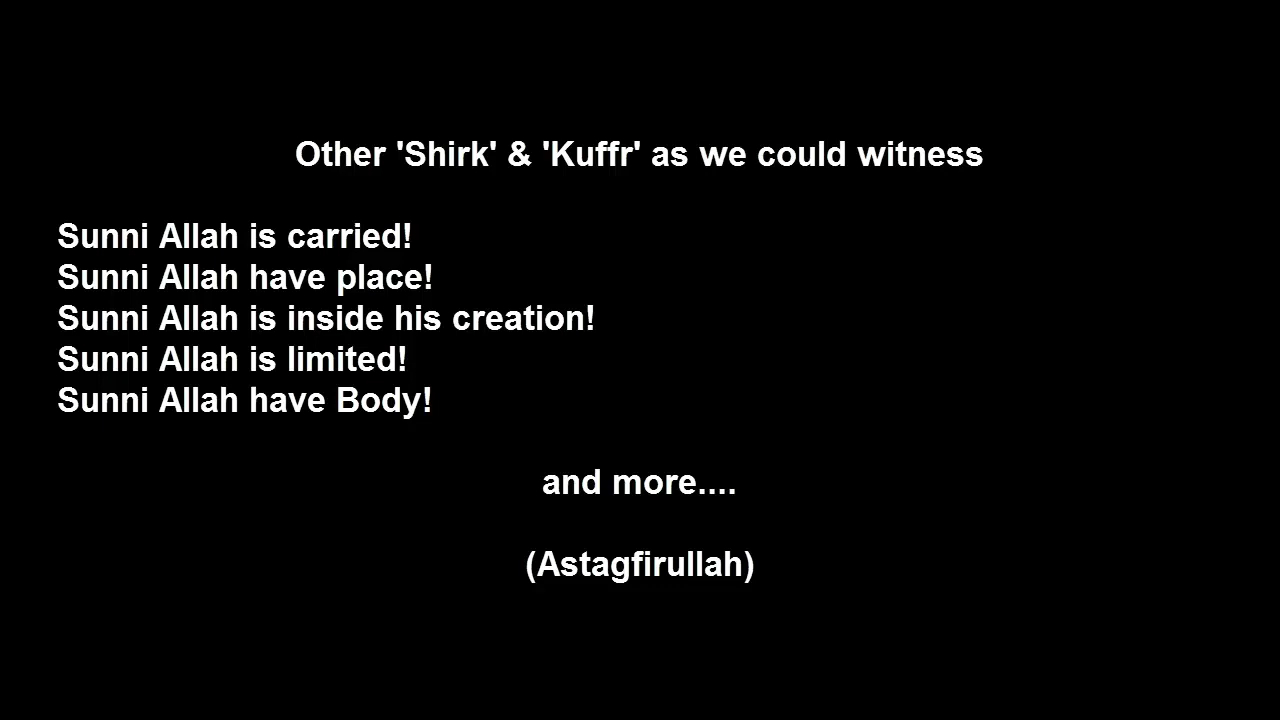 Other 'Shirk' & 'Kuffr' as we could witness
Sunni Allah is carried!
Sunni Allah have place!
Sunni Allah is inside his creation!
Sunni Allah is limited!
Sunni Allah have Body!
and more....
(Astagfirullah)